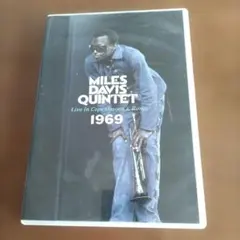 MILES
DAVIS
QUINTET
Live in Copenhagen & Rome
1969